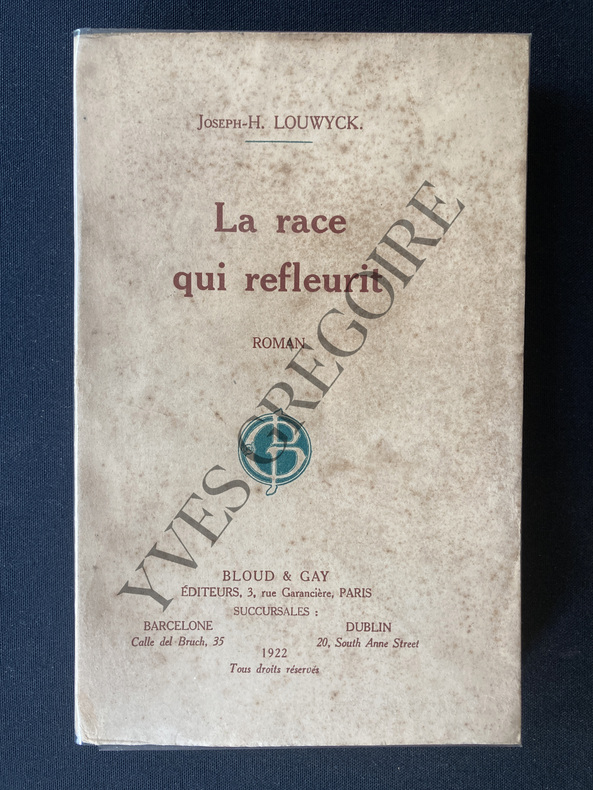 JOSEPH-H. LOUWYCK.
La race
qui refleurit
ROMAN
BLOUD & GAY
ÉDITEURS, 3, rue Garancière, PARIS
SUCCURSALES :
BARCELONE
Calle del Bruch, 35
DUBLIN
20, South Anne Street
1922
Tous droits réservés
YVES GREGOIRE